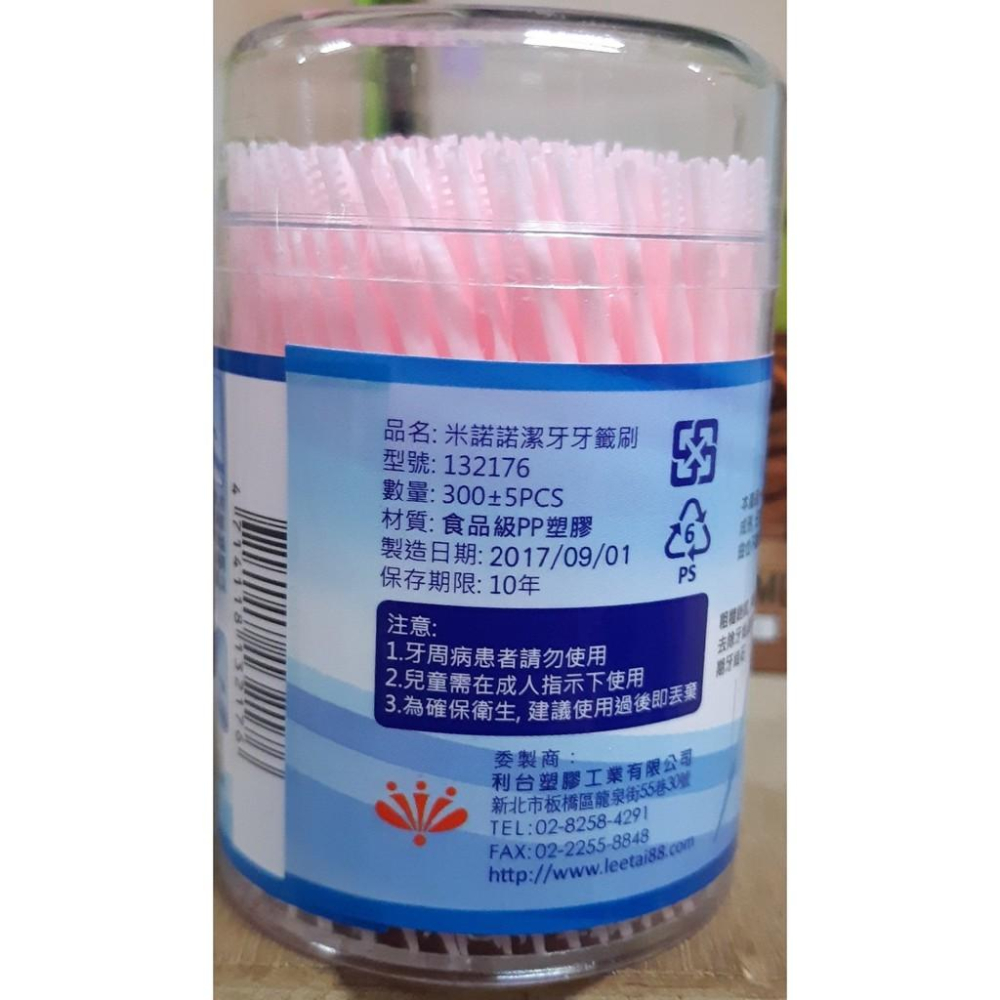 品名: 米諾諾潔牙牙籤刷
型號: 132176
數量: 300±5PCS
材質: 食品級PP塑膠
製造日期: 2017/09/01
保存期限: 10年
6
PS
注意:
1.牙周病患者請勿使用
2.兒童需在成人指示下使用
3.為確保衛生, 建議使用過後即丟棄
委製商:
利台塑膠工業有限公司
新北市板橋區龍泉街55巷30號
TEL:02-8258-4291
FAX:02-2255-8848
http://www.leetai88.com
4 714118 132176